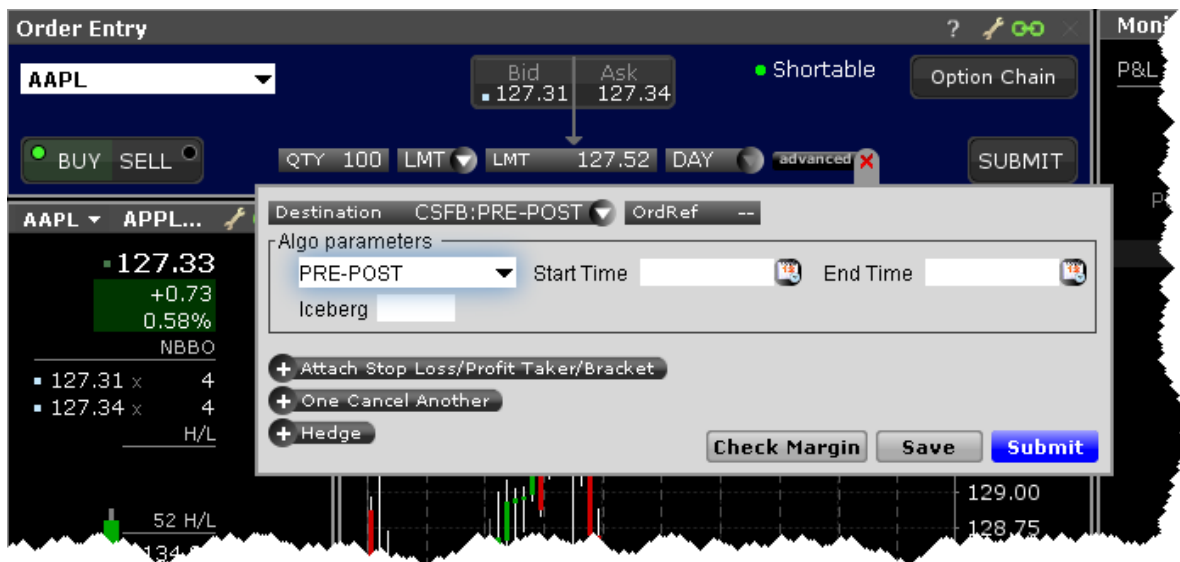 Order Entry ?
Moni
AAPL
Bid Ask
127.31 127.34
Shortable
Option Chain
P&L
BUY SELL
QTY 100 LMT LMT 127.52 DAY advanced
SUBMIT
AAPL APPL...
Destination CSFB:PRE-POST OrdRef --
Algo parameters
PRE-POST Start Time End Time
Iceberg
127.33
+0.73
0.58%
NBBO
127.31 x 4
127.34 x 4
H/L
+ Attach Stop Loss/Profit Taker/Bracket
+ One Cancel Another
+ Hedge
Check Margin Save Submit
129.00
52 H/L
128.75